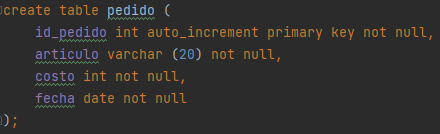 create table pedido (
id_pedido int auto_increment primary key not null,
articulo varchar (20) not null,
costo int not null,
fecha date not null
);